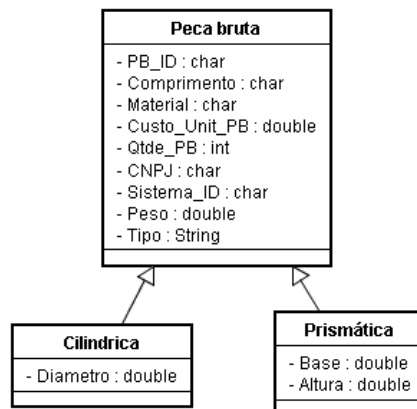 Peca bruta
- PB_ID : char
- Comprimento : char
- Material : char
- Custo_Unit_PB : double
- Qtde_PB : int
- CNPJ : char
- Sistema_ID : char
- Peso : double
- Tipo : String
Cilindrica
- Diametro : double
Prismática
- Base : double
- Altura : double